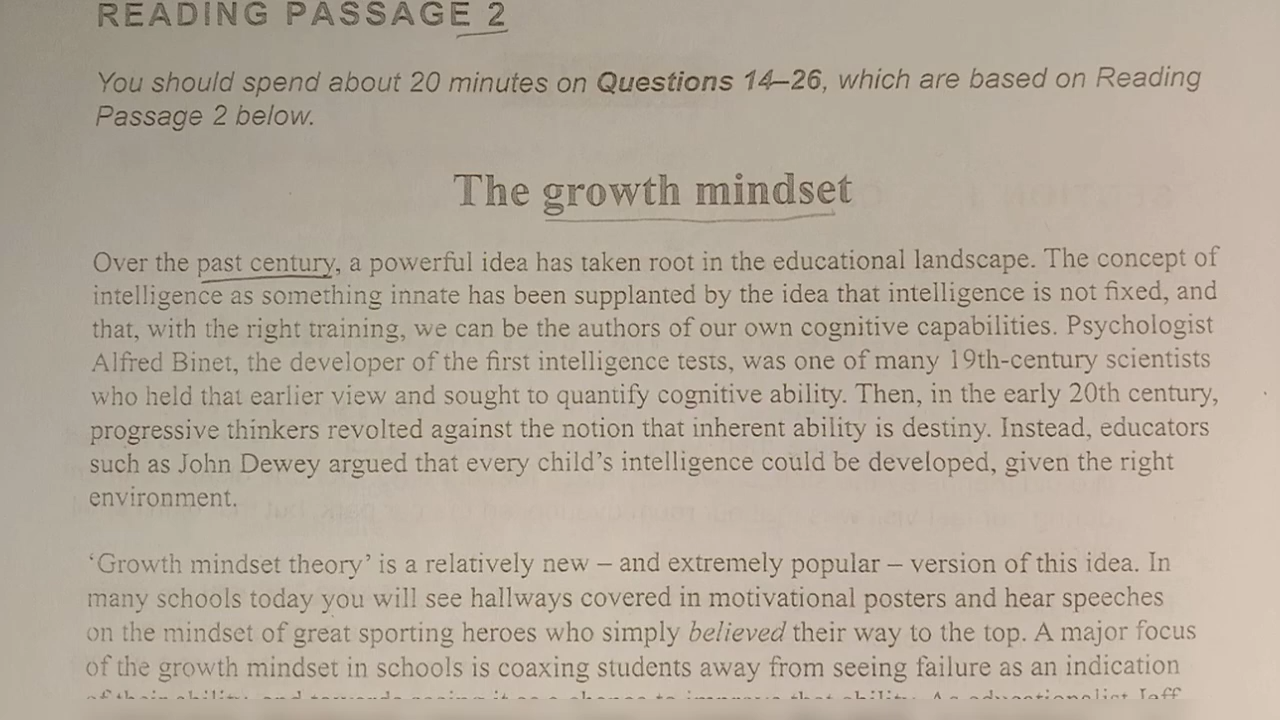 READING PASSAGE 2
You should spend about 20 minutes on Questions 14–26, which are based on Reading
Passage 2 below.
The growth mindset
Over the past century, a powerful idea has taken root in the educational landscape. The concept of
intelligence as something innate has been supplanted by the idea that intelligence is not fixed, and
that, with the right training, we can be the authors of our own cognitive capabilities. Psychologist
Alfred Binet, the developer of the first intelligence tests, was one of many 19th-century scientists
who held that earlier view and sought to quantify cognitive ability. Then, in the early 20th century,
progressive thinkers revolted against the notion that inherent ability is destiny. Instead, educators
such as John Dewey argued that every child's intelligence could be developed, given the right
environment.
‘Growth mindset theory’ is a relatively new – and extremely popular – version of this idea. In
many schools today you will see hallways covered in motivational posters and hear speeches
on the mindset of great sporting heroes who simply believed their way to the top. A major focus
of the growth mindset in schools is coaxing students away from seeing failure as an indication